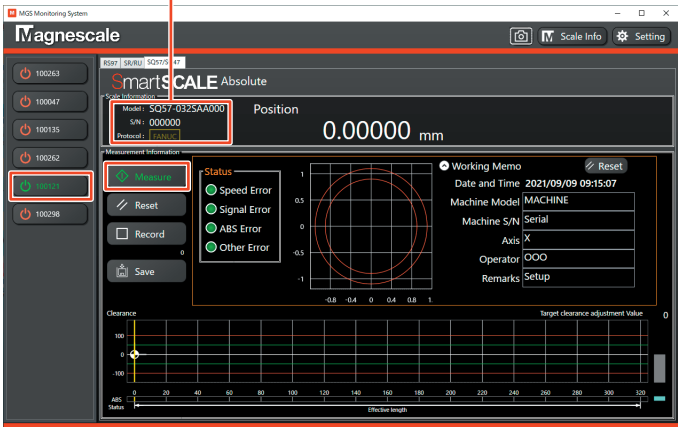 MGS Monitoring System
Magnescale
Scale Info
Setting
RS97 SR/RU SQ57/SQ47
100263
100047
100135
100262
100121
100298
SmartSCALE Absolute
Scale Information
Model : SQ57-032SAA000
S/N : 000000
Protocol : FANUC
Position
0.00000 mm
Measurement Information
Measure
Reset
Record
0
Save
Status
Speed Error
Signal Error
ABS Error
Other Error
1
0.5
0
-0.5
-1
-0.8 -0.4 0 0.4 0.8 1
Working Memo
Reset
Date and Time 2021/09/09 09:15:07
Machine Model MACHINE
Machine S/N Serial
Axis X
Operator OOO
Remarks Setup
Clearance
Target clearance adjustment Value 0
100
0
-100
0 20 40 60 80 100 120 140 160 180 200 220 240 260 280 300 320
ABS
Status
Effective length